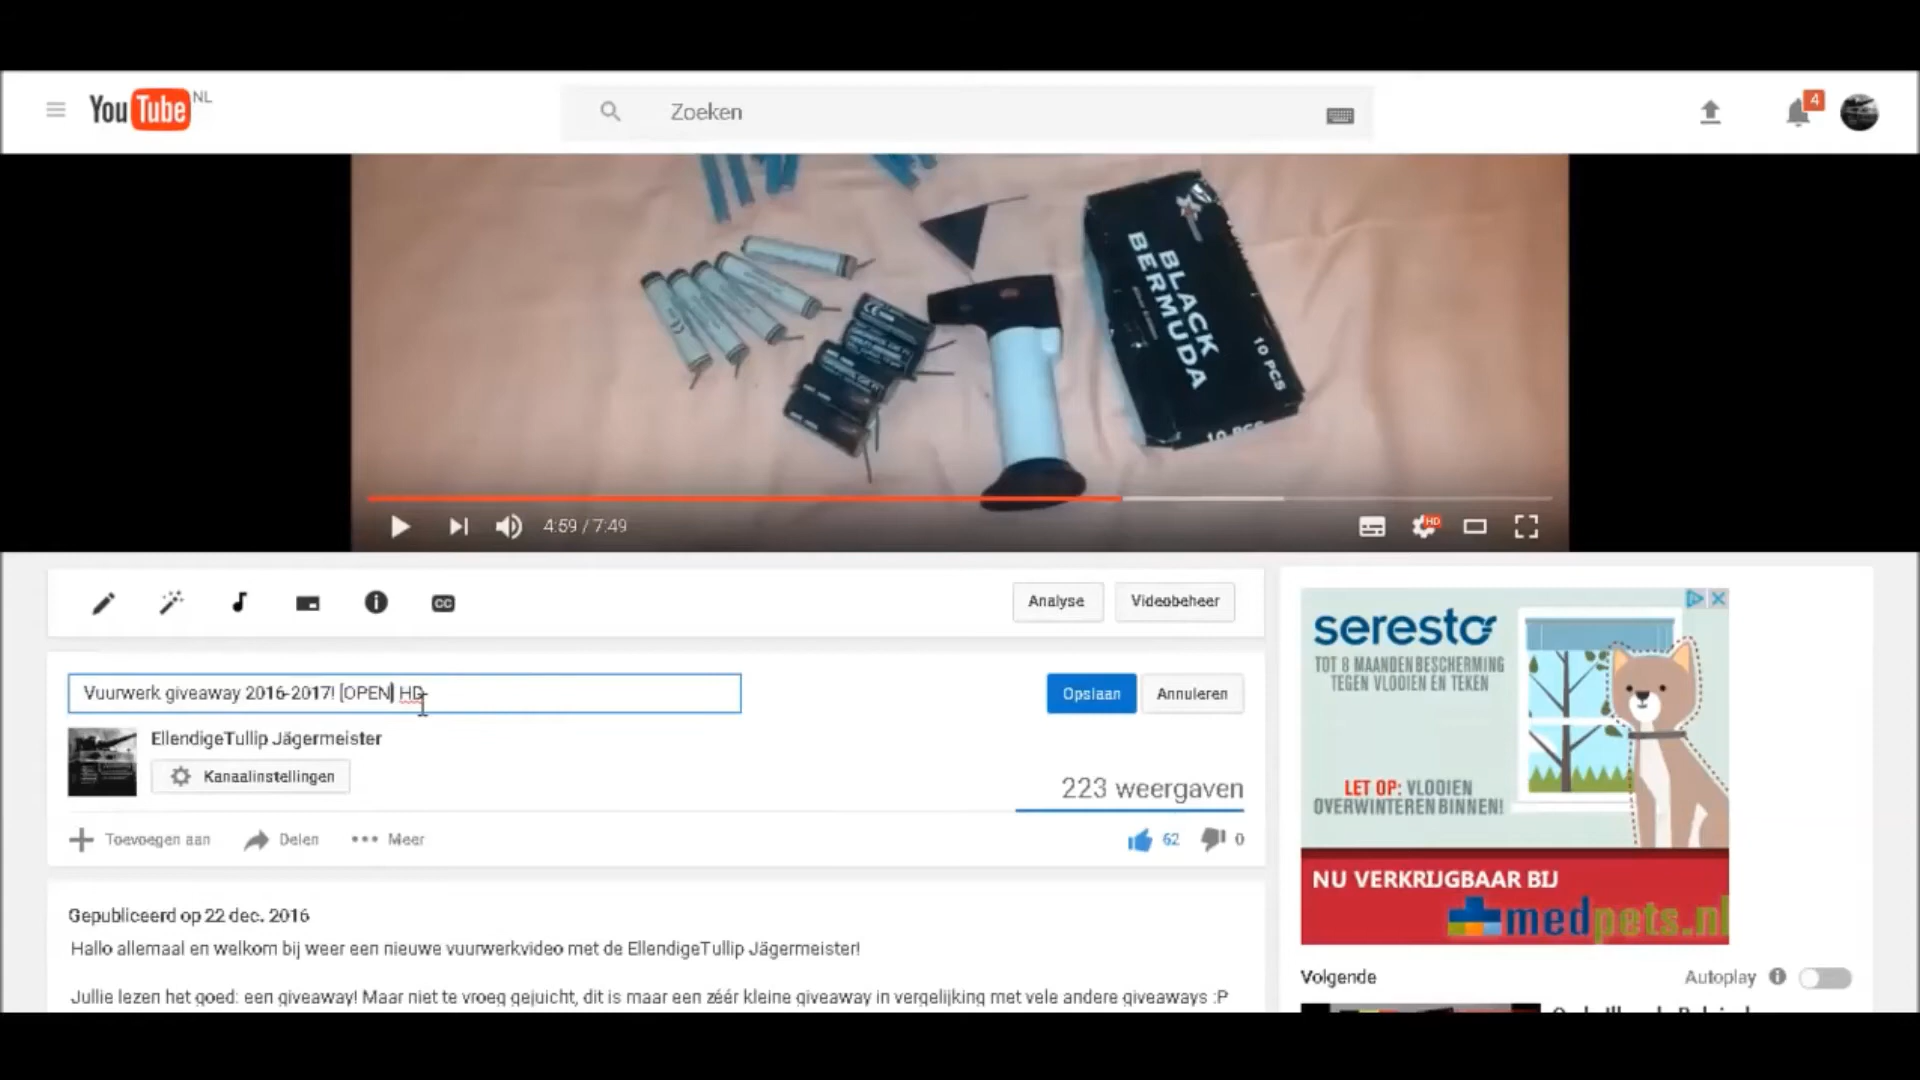 YouTube NL
Zoeken
4
BLACK
BERMUDA
10 PCS
10 PCS
4:59 / 7:49
HD
CC
Analyse
Videobeheer
Vuurwerk giveaway 2016-2017! [OPEN] HD
Opslaan
Annuleren
EllendigeTullip Jägermeister
Kanaalinstellingen
223 weergaven
Toevoegen aan
Delen
Meer
62
0
Gepubliceerd op 22 dec. 2016
Hallo allemaal en welkom bij weer een nieuwe vuurwerkvideo met de EllendigeTullip Jägermeister!
Jullie lezen het goed: een giveaway! Maar niet te vroeg gejuicht, dit is maar een zéér kleine giveaway in vergelijking met vele andere giveaways :P
seresto
TOT 8 MAANDEN BESCHERMING
TEGEN VLOOIEN EN TEKEN
LET OP: VLOOIEN
OVERWINTEREN BINNEN!
NU VERKRIJGBAAR BIJ
medpets.nl
Volgende
Autoplay